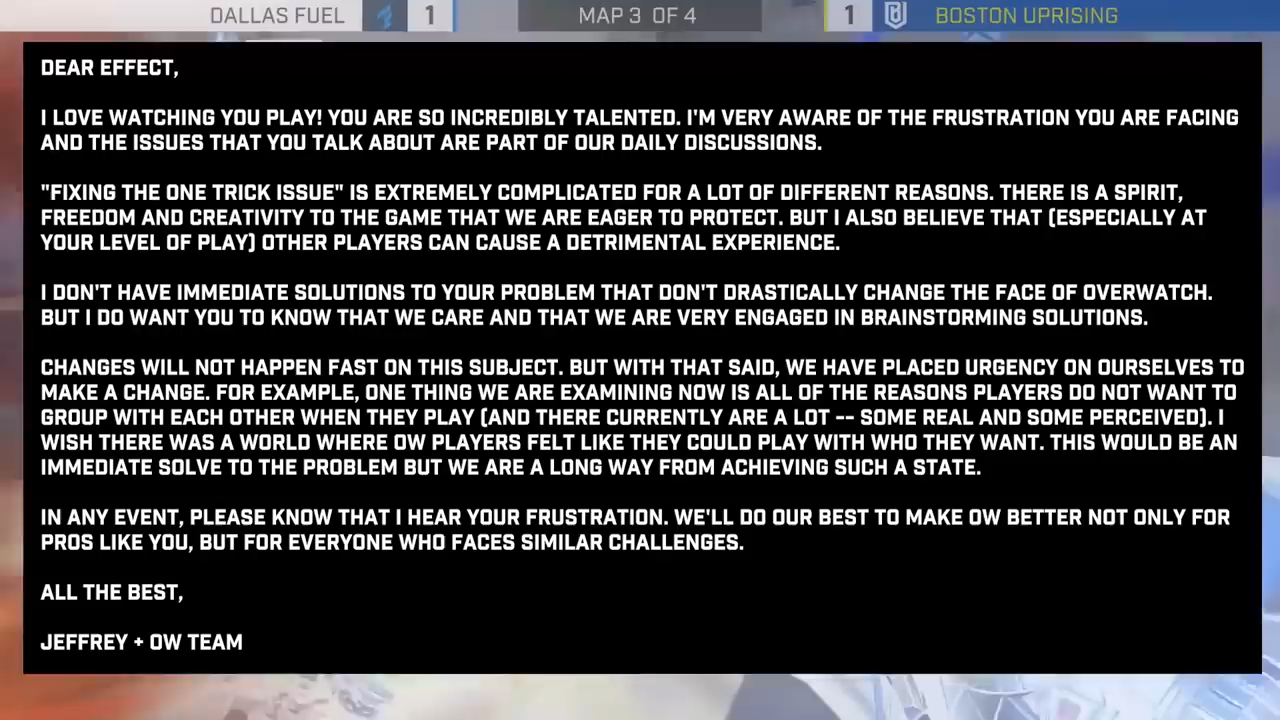 DALLAS FUEL 1 MAP 3 OF 4 1 BOSTON UPRISING
DEAR EFFECT,
I LOVE WATCHING YOU PLAY! YOU ARE SO INCREDIBLY TALENTED. I'M VERY AWARE OF THE FRUSTRATION YOU ARE FACING
AND THE ISSUES THAT YOU TALK ABOUT ARE PART OF OUR DAILY DISCUSSIONS.
"FIXING THE ONE TRICK ISSUE" IS EXTREMELY COMPLICATED FOR A LOT OF DIFFERENT REASONS. THERE IS A SPIRIT,
FREEDOM AND CREATIVITY TO THE GAME THAT WE ARE EAGER TO PROTECT. BUT I ALSO BELIEVE THAT (ESPECIALLY AT
YOUR LEVEL OF PLAY) OTHER PLAYERS CAN CAUSE A DETRIMENTAL EXPERIENCE.
I DON'T HAVE IMMEDIATE SOLUTIONS TO YOUR PROBLEM THAT DON'T DRASTICALLY CHANGE THE FACE OF OVERWATCH.
BUT I DO WANT YOU TO KNOW THAT WE CARE AND THAT WE ARE VERY ENGAGED IN BRAINSTORMING SOLUTIONS.
CHANGES WILL NOT HAPPEN FAST ON THIS SUBJECT. BUT WITH THAT SAID, WE HAVE PLACED URGENCY ON OURSELVES TO
MAKE A CHANGE. FOR EXAMPLE, ONE THING WE ARE EXAMINING NOW IS ALL OF THE REASONS PLAYERS DO NOT WANT TO
GROUP WITH EACH OTHER WHEN THEY PLAY (AND THERE CURRENTLY ARE A LOT -- SOME REAL AND SOME PERCEIVED). I
WISH THERE WAS A WORLD WHERE OW PLAYERS FELT LIKE THEY COULD PLAY WITH WHO THEY WANT. THIS WOULD BE AN
IMMEDIATE SOLVE TO THE PROBLEM BUT WE ARE A LONG WAY FROM ACHIEVING SUCH A STATE.
IN ANY EVENT, PLEASE KNOW THAT I HEAR YOUR FRUSTRATION. WE'LL DO OUR BEST TO MAKE OW BETTER NOT ONLY FOR
PROS LIKE YOU, BUT FOR EVERYONE WHO FACES SIMILAR CHALLENGES.
ALL THE BEST,
JEFFREY + OW TEAM